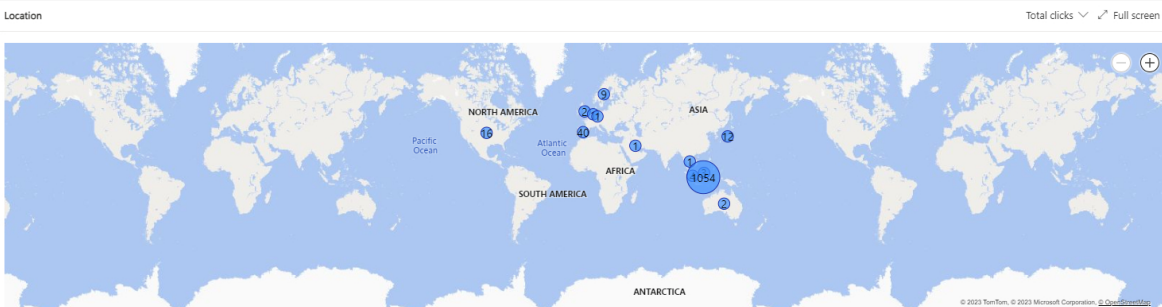 Location
Total clicks
Full screen
9
NORTH AMERICA
ASIA
2
1
16
40
12
Pacific
Ocean
Atlantic
Ocean
1
1
AFRICA
1054
SOUTH AMERICA
2
ANTARCTICA
© 2023 TomTom, © 2023 Microsoft Corporation, © OpenStreetMap